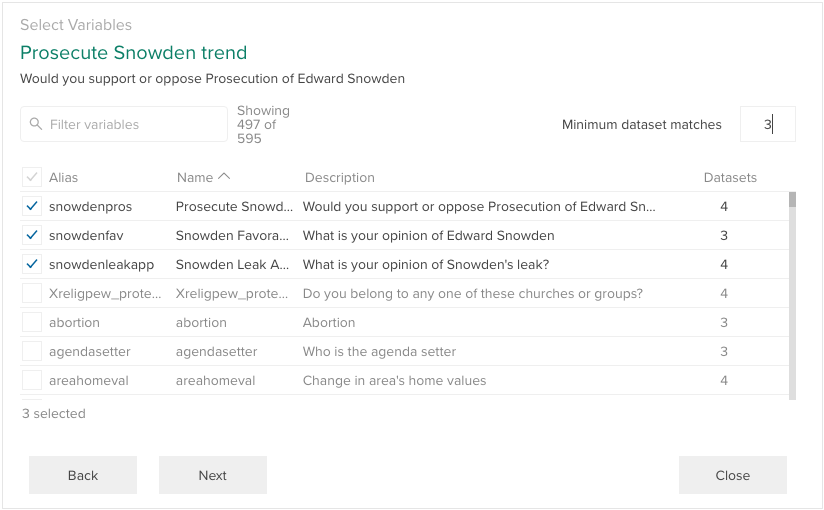 Select Variables
Prosecute Snowden trend
Would you support or oppose Prosecution of Edward Snowden
Filter variables
Showing
497 of
595
Minimum dataset matches 3
Alias Name Description Datasets
snowdenpros Prosecute Snowd... Would you support or oppose Prosecution of Edward Sn... 4
snowdenfav Snowden Favora... What is your opinion of Edward Snowden 3
snowdenleakapp Snowden Leak A... What is your opinion of Snowden's leak? 4
Xreligpew_prote... Xreligpew_prote... Do you belong to any one of these churches or groups? 4
abortion abortion Abortion 3
agendasetter agendasetter Who is the agenda setter 3
areahomeval areahomeval Change in area's home values 4
3 selected
Back Next Close